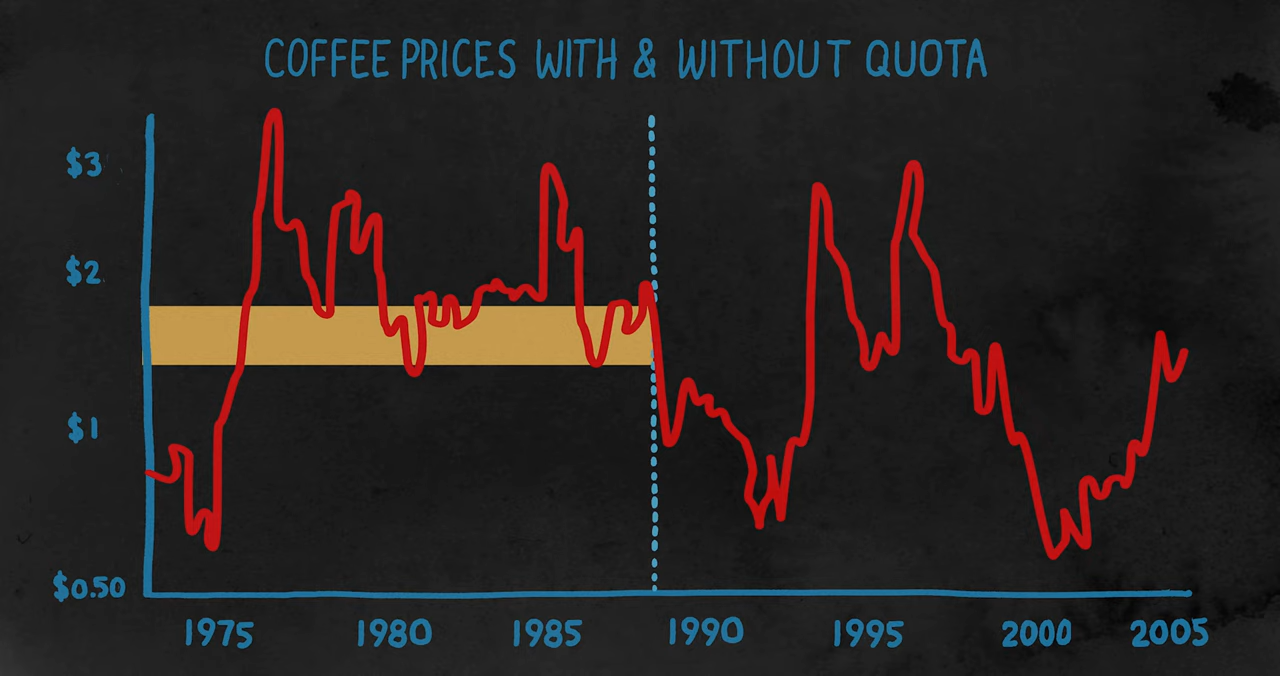 COFFEE PRICES WITH & WITHOUT QUOTA
$3
$2
$1
$0.50
1975 1980 1985 1990 1995 2000 2005